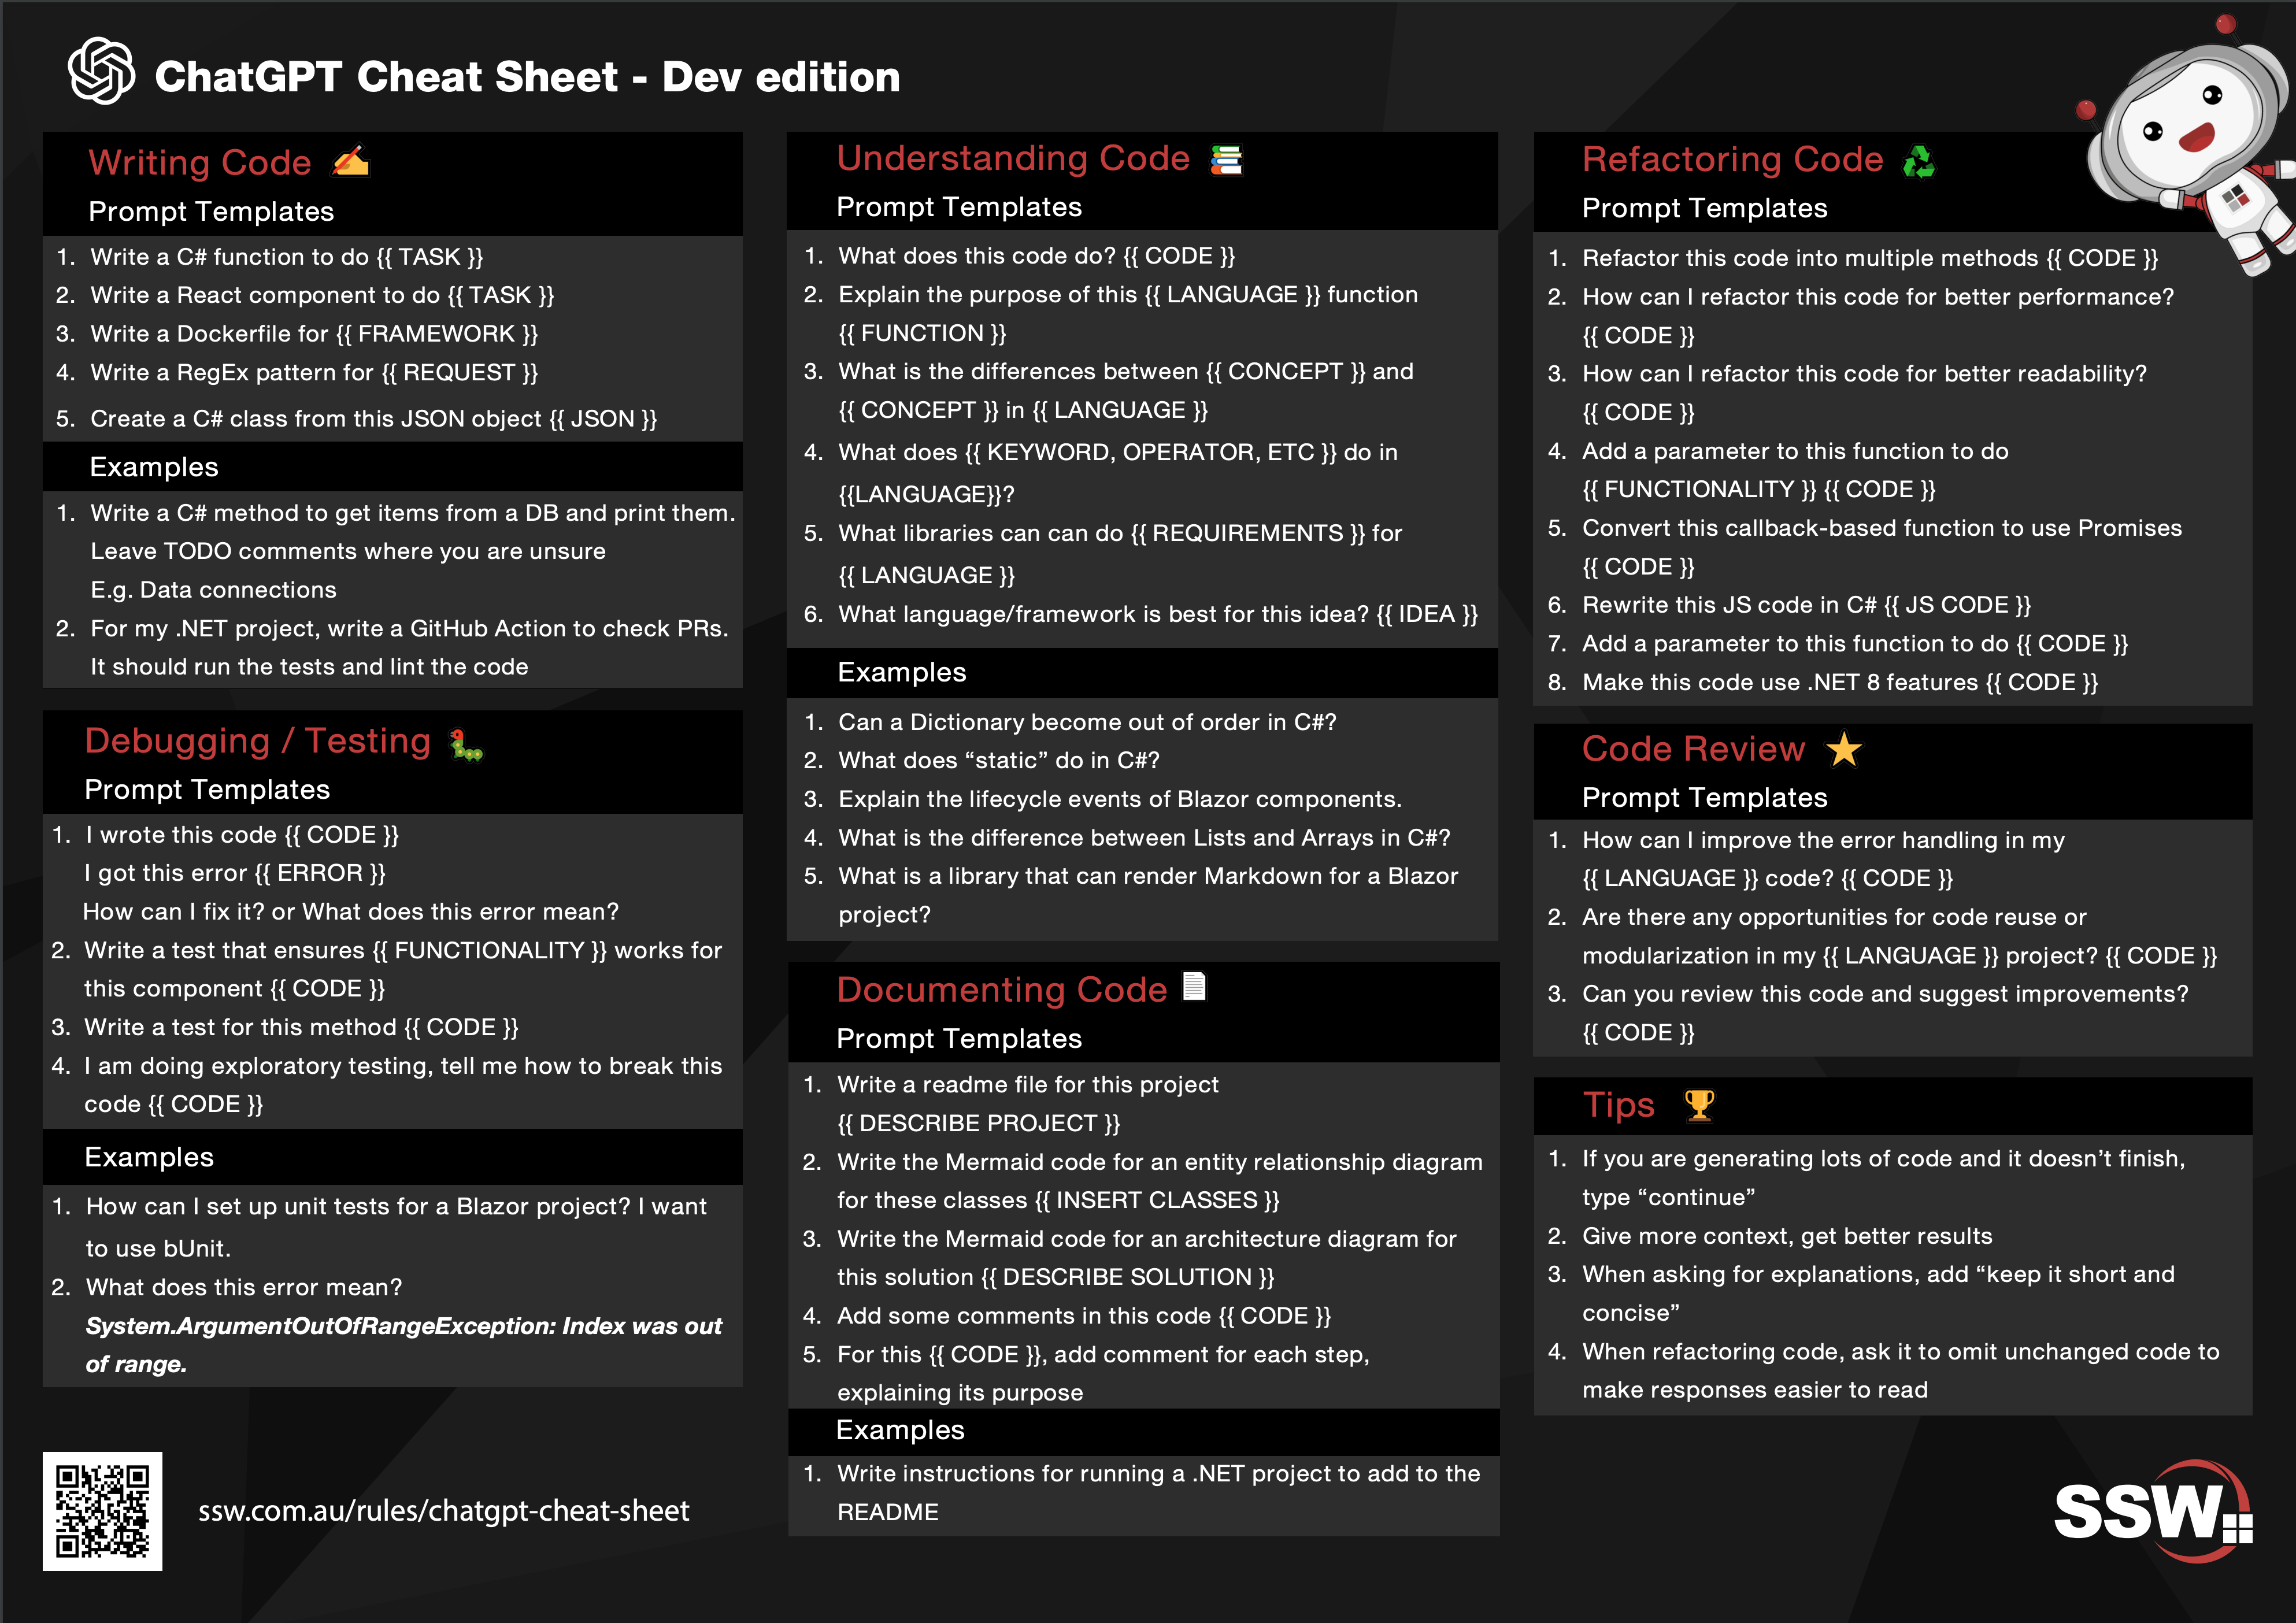 ChatGPT Cheat Sheet - Dev edition
Writing Code
Prompt Templates
1. Write a C# function to do {{ TASK }}
2. Write a React component to do {{ TASK }}
3. Write a Dockerfile for {{ FRAMEWORK }}
4. Write a RegEx pattern for {{ REQUEST }}
5. Create a C# class from this JSON object {{ JSON }}
Examples
1. Write a C# method to get items from a DB and print them.
Leave TODO comments where you are unsure
E.g. Data connections
2. For my .NET project, write a GitHub Action to check PRs.
It should run the tests and lint the code
Debugging / Testing
Prompt Templates
1. I wrote this code {{ CODE }}
I got this error {{ ERROR }}
How can I fix it? or What does this error mean?
2. Write a test that ensures {{ FUNCTIONALITY }} works for
this component {{ CODE }}
3. Write a test for this method {{ CODE }}
4. I am doing exploratory testing, tell me how to break this
code {{ CODE }}
Examples
1. How can I set up unit tests for a Blazor project? I want
to use bUnit.
2. What does this error mean?
System.ArgumentOutOfRangeException: Index was out
of range.
ssw.com.au/rules/chatgpt-cheat-sheet
Understanding Code
Prompt Templates
1. What does this code do? {{ CODE }}
2. Explain the purpose of this {{ LANGUAGE }} function
{{ FUNCTION }}
3. What is the differences between {{ CONCEPT }} and
{{ CONCEPT }} in {{ LANGUAGE }}
4. What does {{ KEYWORD, OPERATOR, ETC }} do in
{{LANGUAGE}}?
5. What libraries can can do {{ REQUIREMENTS }} for
{{ LANGUAGE }}
6. What language/framework is best for this idea? {{ IDEA }}
Examples
1. Can a Dictionary become out of order in C#?
2. What does “static” do in C#?
3. Explain the lifecycle events of Blazor components.
4. What is the difference between Lists and Arrays in C#?
5. What is a library that can render Markdown for a Blazor
project?
Documenting Code
Prompt Templates
1. Write a readme file for this project
{{ DESCRIBE PROJECT }}
2. Write the Mermaid code for an entity relationship diagram
for these classes {{ INSERT CLASSES }}
3. Write the Mermaid code for an architecture diagram for
this solution {{ DESCRIBE SOLUTION }}
4. Add some comments in this code {{ CODE }}
5. For this {{ CODE }}, add comment for each step,
explaining its purpose
Examples
1. Write instructions for running a .NET project to add to the
README
Refactoring Code
Prompt Templates
1. Refactor this code into multiple methods {{ CODE }}
2. How can I refactor this code for better performance?
{{ CODE }}
3. How can I refactor this code for better readability?
{{ CODE }}
4. Add a parameter to this function to do
{{ FUNCTIONALITY }} {{ CODE }}
5. Convert this callback-based function to use Promises
{{ CODE }}
6. Rewrite this JS code in C# {{ JS CODE }}
7. Add a parameter to this function to do {{ CODE }}
8. Make this code use .NET 8 features {{ CODE }}
Code Review
Prompt Templates
1. How can I improve the error handling in my
{{ LANGUAGE }} code? {{ CODE }}
2. Are there any opportunities for code reuse or
modularization in my {{ LANGUAGE }} project? {{ CODE }}
3. Can you review this code and suggest improvements?
{{ CODE }}
Tips
1. If you are generating lots of code and it doesn’t finish,
type “continue”
2. Give more context, get better results
3. When asking for explanations, add “keep it short and
concise”
4. When refactoring code, ask it to omit unchanged code to
make responses easier to read
SSW